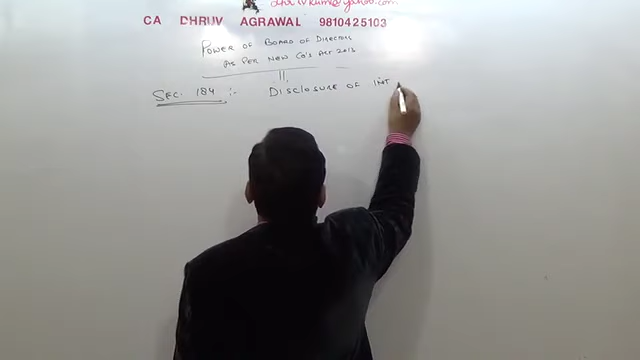 CA DHRUV AGRAWAL 9810425103
POWER OF BOARD OF DIRECTORS
AS PER NEW CO'S ACT 2013
SEC. 184 :- DISCLOSURE OF INT